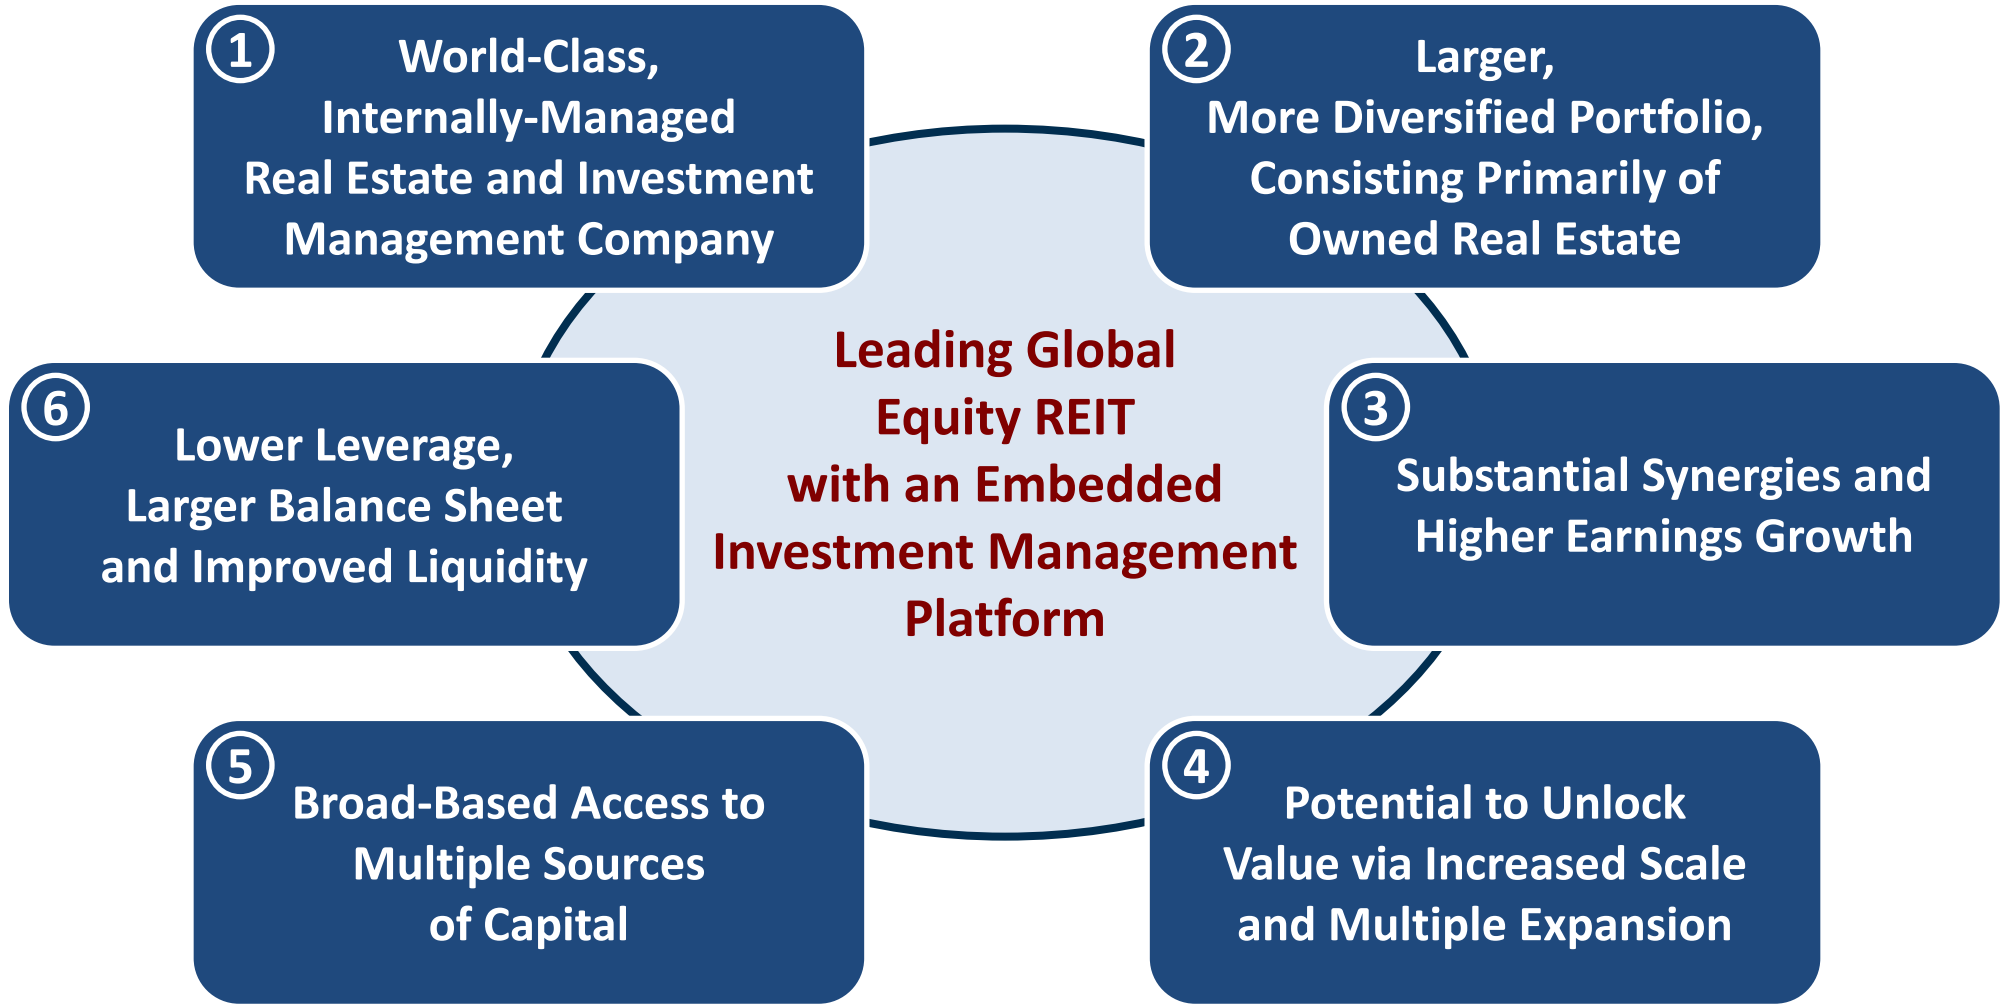 1
World-Class,
Internally-Managed
Real Estate and Investment
Management Company
2
Larger,
More Diversified Portfolio,
Consisting Primarily of
Owned Real Estate
Leading Global
Equity REIT
with an Embedded
Investment Management
Platform
3
Substantial Synergies and
Higher Earnings Growth
4
Potential to Unlock
Value via Increased Scale
and Multiple Expansion
5
Broad-Based Access to
Multiple Sources
of Capital
6
Lower Leverage,
Larger Balance Sheet
and Improved Liquidity